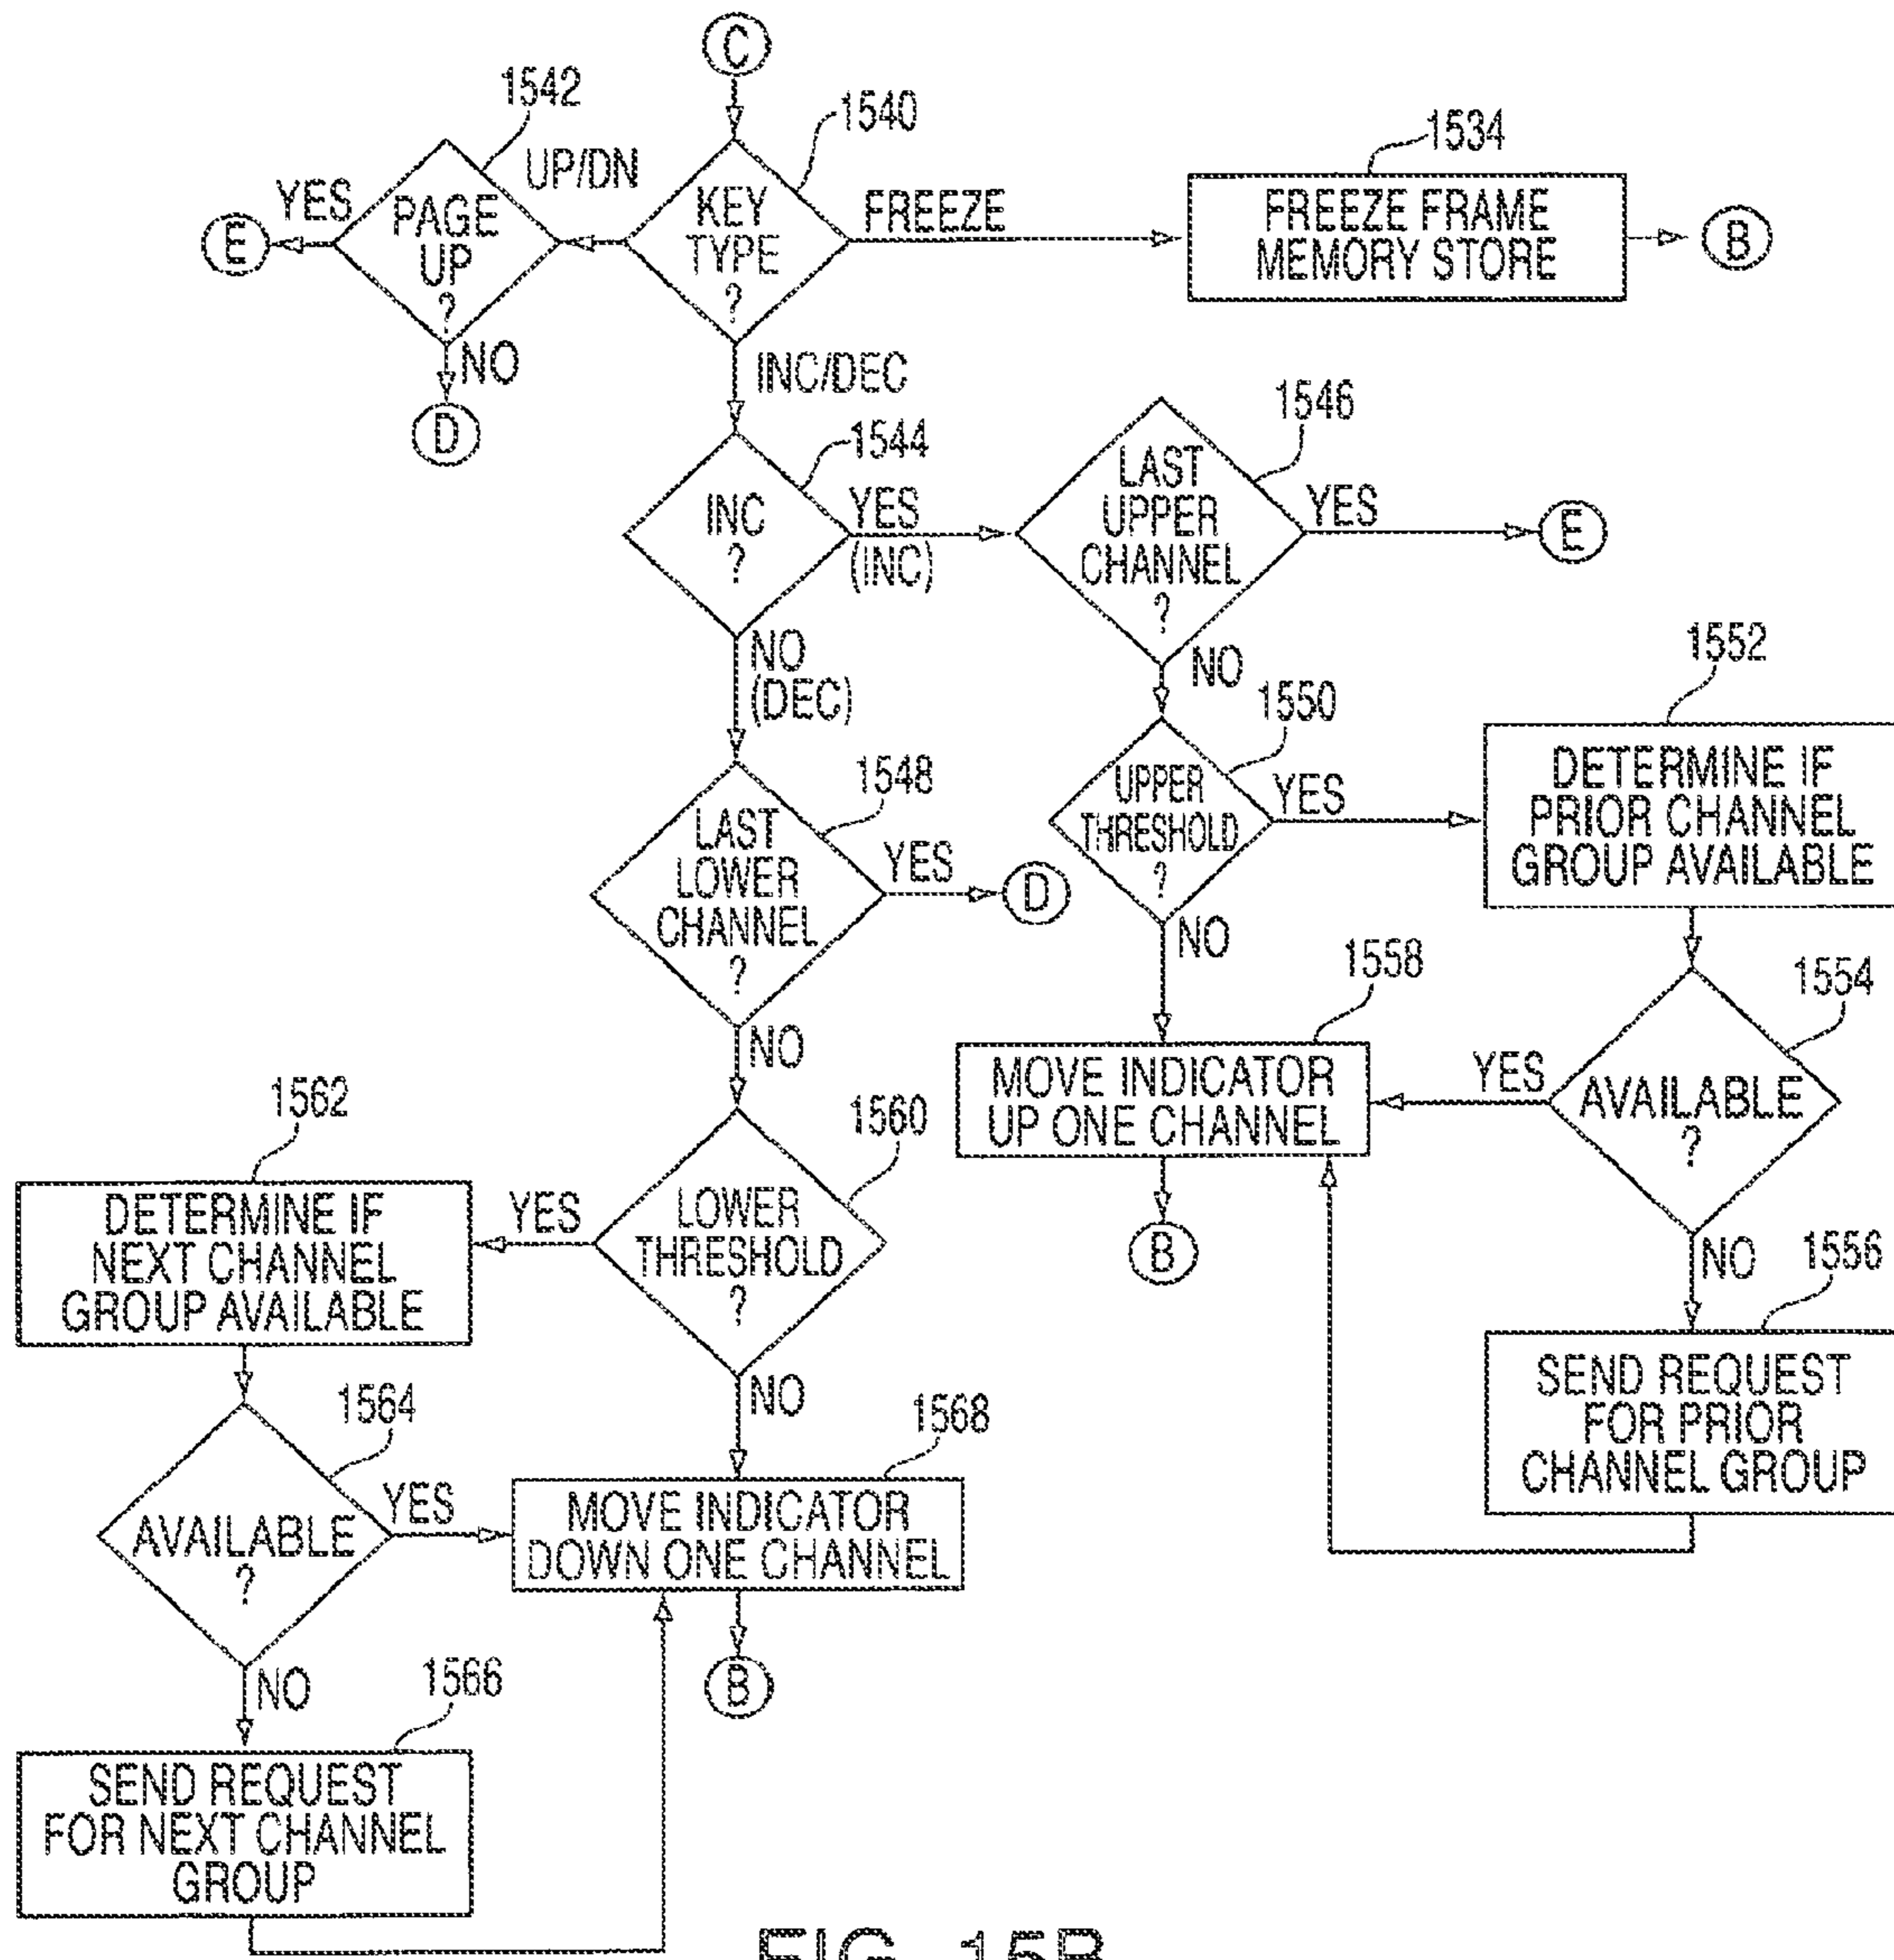 C
1542
1540
1534
UP/DN
YES
PAGE
UP
?
KEY
TYPE
?
FREEZE
FREEZE FRAME
MEMORY STORE
E
B
NO
D
INC/DEC
1544
1546
INC
?
YES
(INC)
LAST
UPPER
CHANNEL
?
YES
E
NO
(DEC)
NO
1550
1552
1548
LAST
LOWER
CHANNEL
?
YES
D
UPPER
THRESHOLD
?
YES
DETERMINE IF
PRIOR CHANNEL
GROUP AVAILABLE
NO
NO
1558
1554
MOVE INDICATOR
UP ONE CHANNEL
YES
AVAILABLE
?
B
NO
1556
SEND REQUEST
FOR PRIOR
CHANNEL GROUP
1562
1560
DETERMINE IF
NEXT CHANNEL
GROUP AVAILABLE
YES
LOWER
THRESHOLD
?
NO
1564
1568
AVAILABLE
?
YES
MOVE INDICATOR
DOWN ONE CHANNEL
B
NO
1566
SEND REQUEST
FOR NEXT CHANNEL
GROUP
FIG. 15B